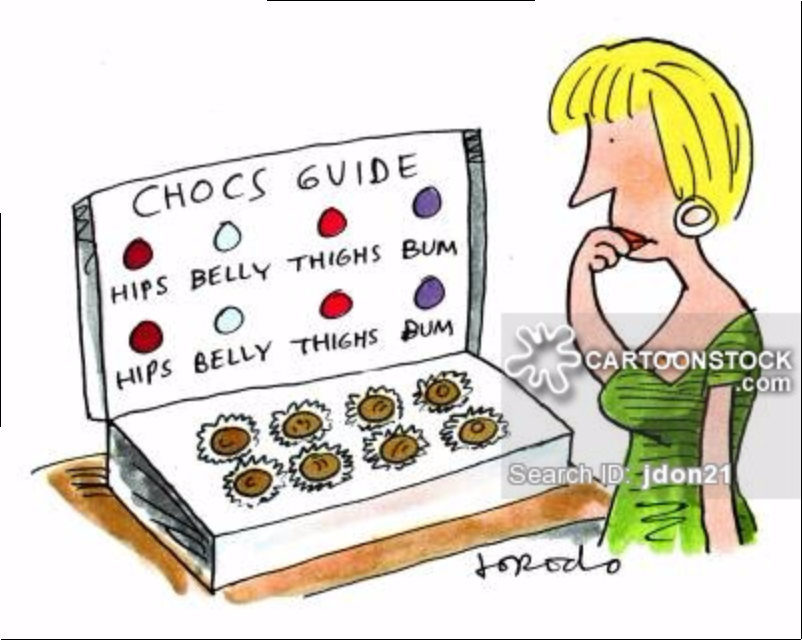 CHOCS GUIDE
HIPS BELLY THIGHS BUM
HIPS BELLY THIGHS BUM
CARTOONSTOCK
.com
Search ID: jdon21